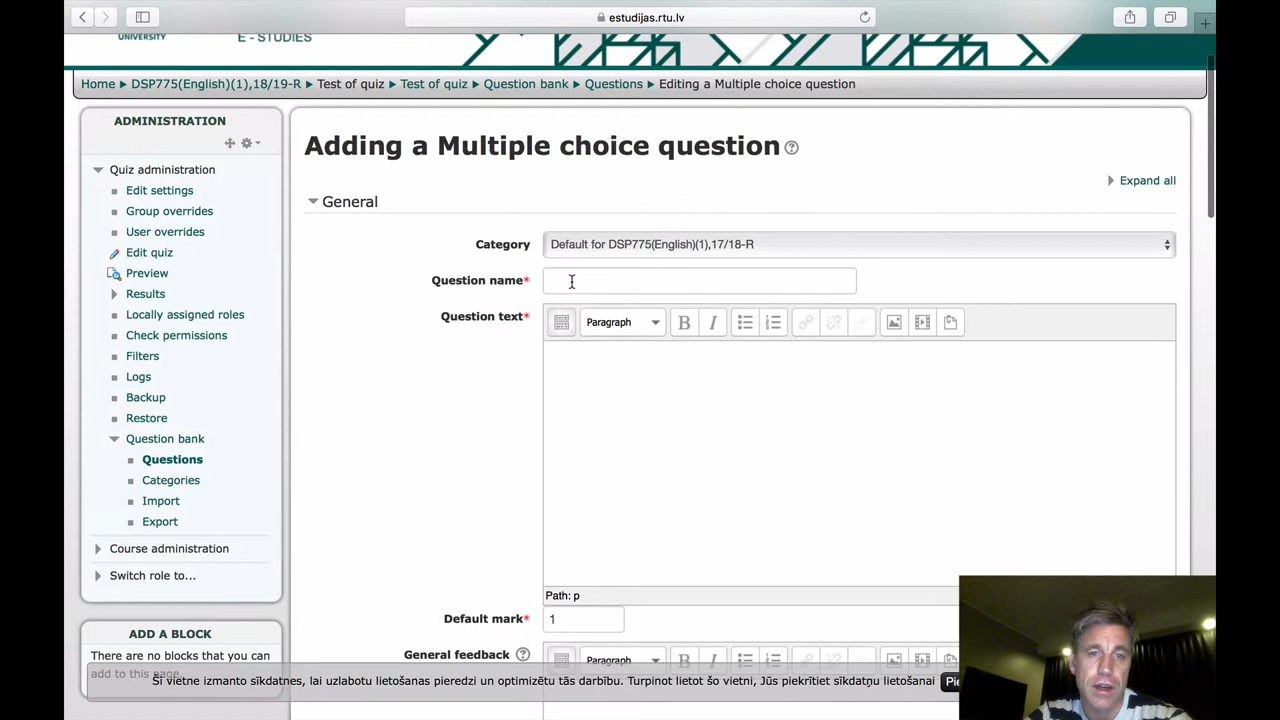 estudijas.rtu.lv
UNIVERSITY
E - STUDIES
Home ► DSP775(English)(1),18/19-R ► Test of quiz ► Test of quiz ► Question bank ► Questions ► Editing a Multiple choice question
ADMINISTRATION
Quiz administration
Edit settings
Group overrides
User overrides
Edit quiz
Preview
Results
Locally assigned roles
Check permissions
Filters
Logs
Backup
Restore
Question bank
Questions
Categories
Import
Export
Course administration
Switch role to...
ADD A BLOCK
There are no blocks that you can
add to this page.
Adding a Multiple choice question
Expand all
General
Category
Default for DSP775(English)(1),17/18-R
Question name*
Question text*
Paragraph
B I
Path: p
Default mark*
1
General feedback
Paragraph
B I
Šī vietne izmanto sīkdatnes, lai uzlabotu lietošanas pieredzi un optimizētu tās darbību. Turpinot lietot šo vietni, Jūs piekrītiet sīkdatņu lietošanai